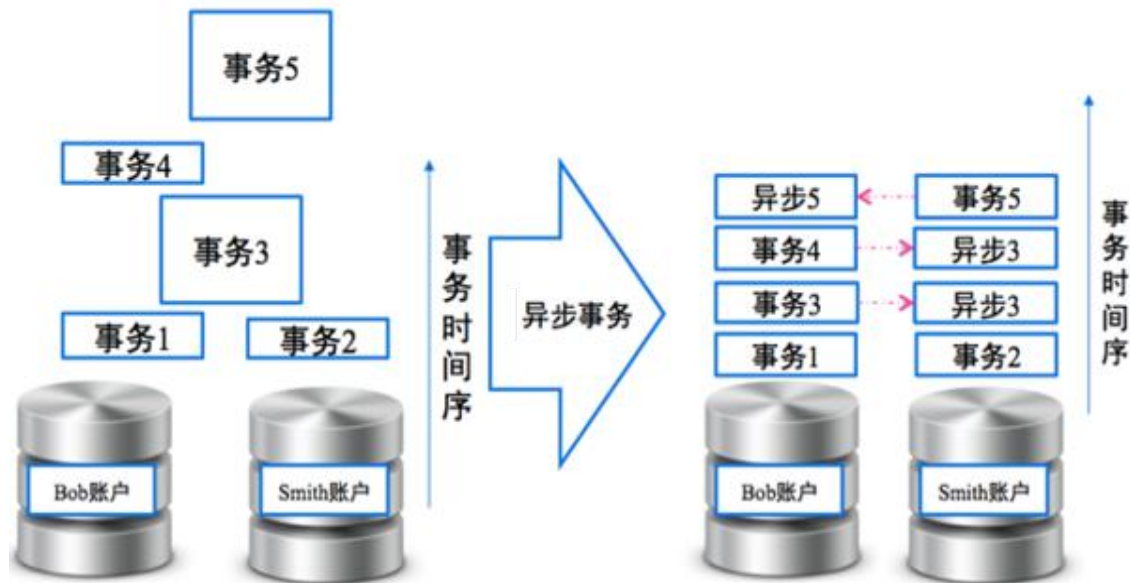 事务5
事务4
事务3
事务1
事务2
Bob账户
Smith账户
事务时间序
异步事务
异步5
事务5
事务4
异步3
事务3
异步3
事务1
事务2
Bob账户
Smith账户
事务时间序